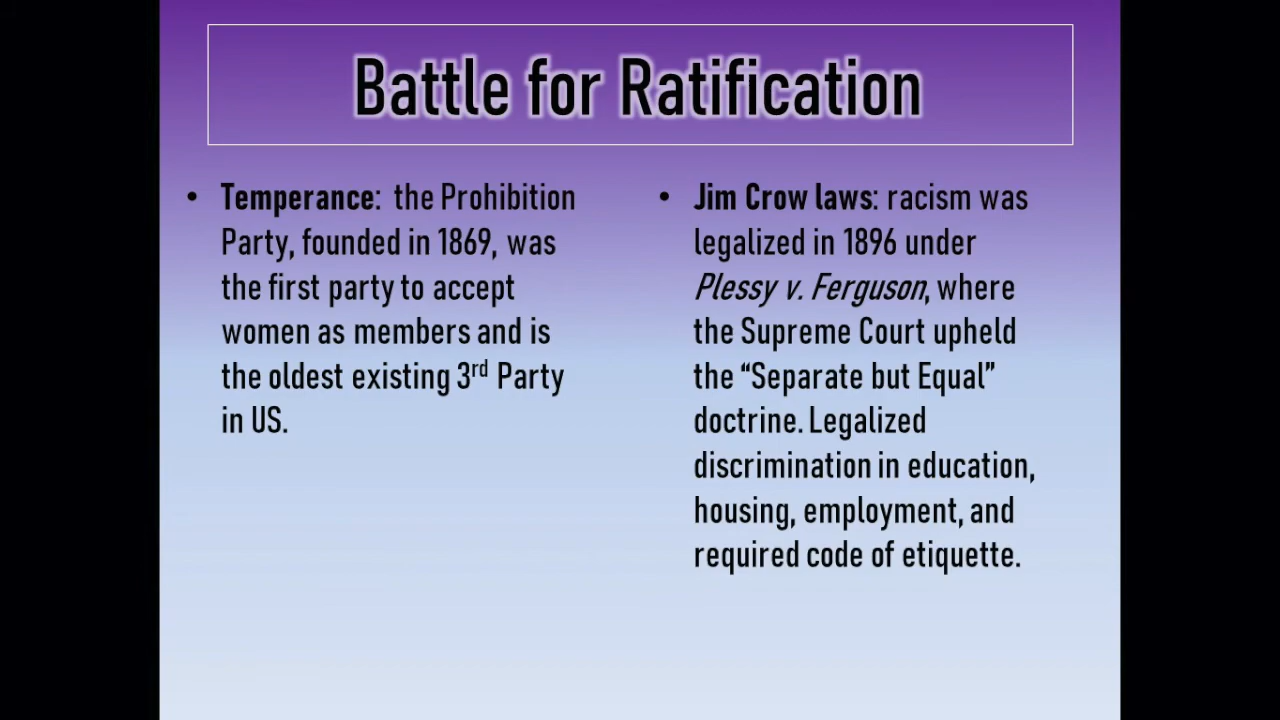 Battle for Ratification
• Temperance: the Prohibition
Party, founded in 1869, was
the first party to accept
women as members and is
the oldest existing 3rd Party
in US.
• Jim Crow laws: racism was
legalized in 1896 under
Plessy v. Ferguson, where
the Supreme Court upheld
the “Separate but Equal”
doctrine. Legalized
discrimination in education,
housing, employment, and
required code of etiquette.